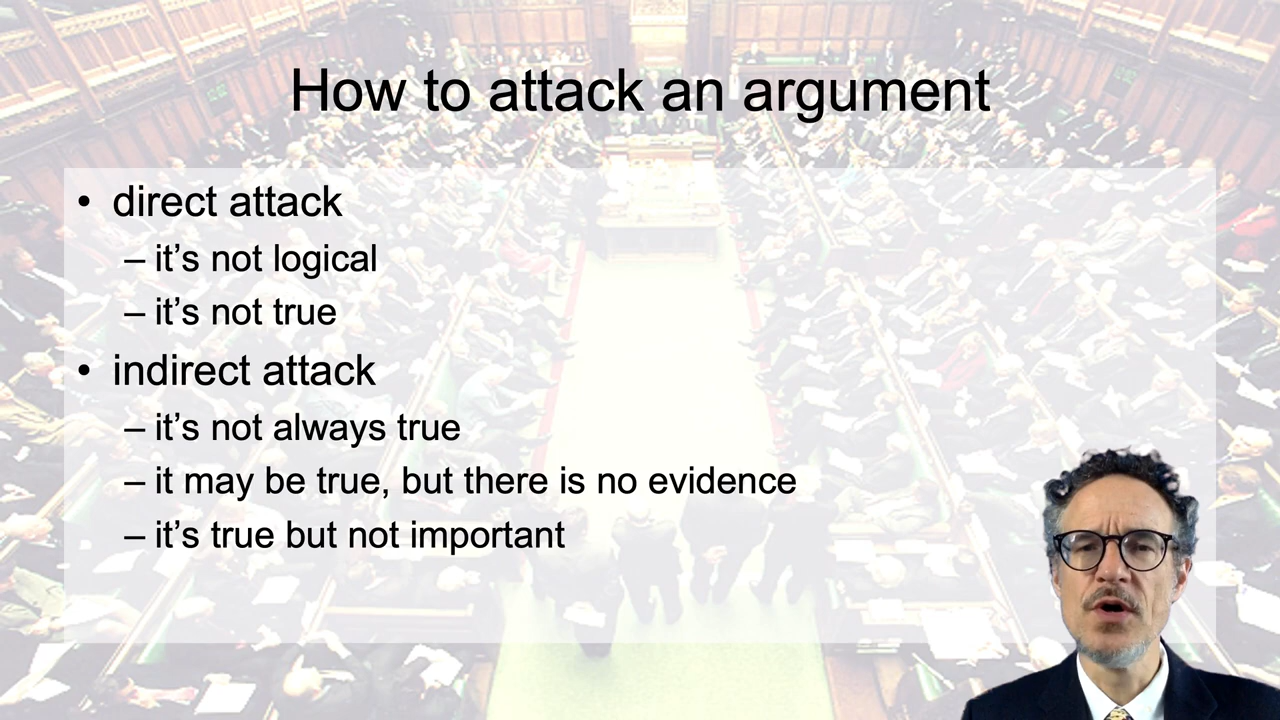 How to attack an argument
• direct attack
– it’s not logical
– it’s not true
• indirect attack
– it’s not always true
– it may be true, but there is no evidence
– it’s true but not important